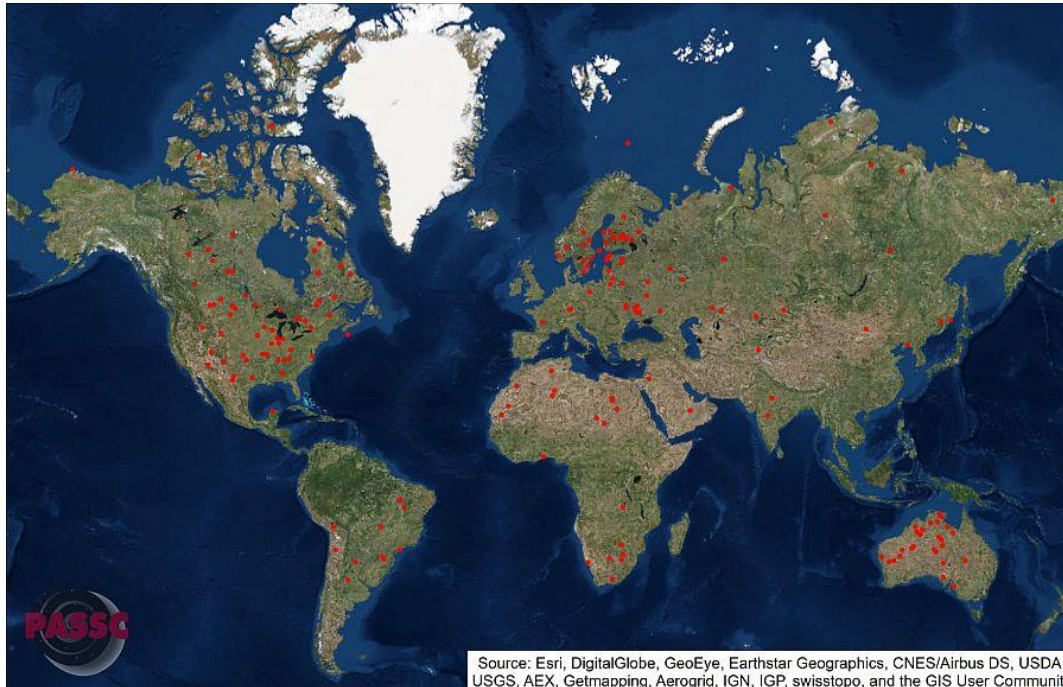 PASSC
Source: Esri, DigitalGlobe, GeoEye, Earthstar Geographics, CNES/Airbus DS, USDA
USGS, AEX, Getmapping, Aerogrid, IGN, IGP, swisstopo, and the GIS User Communit